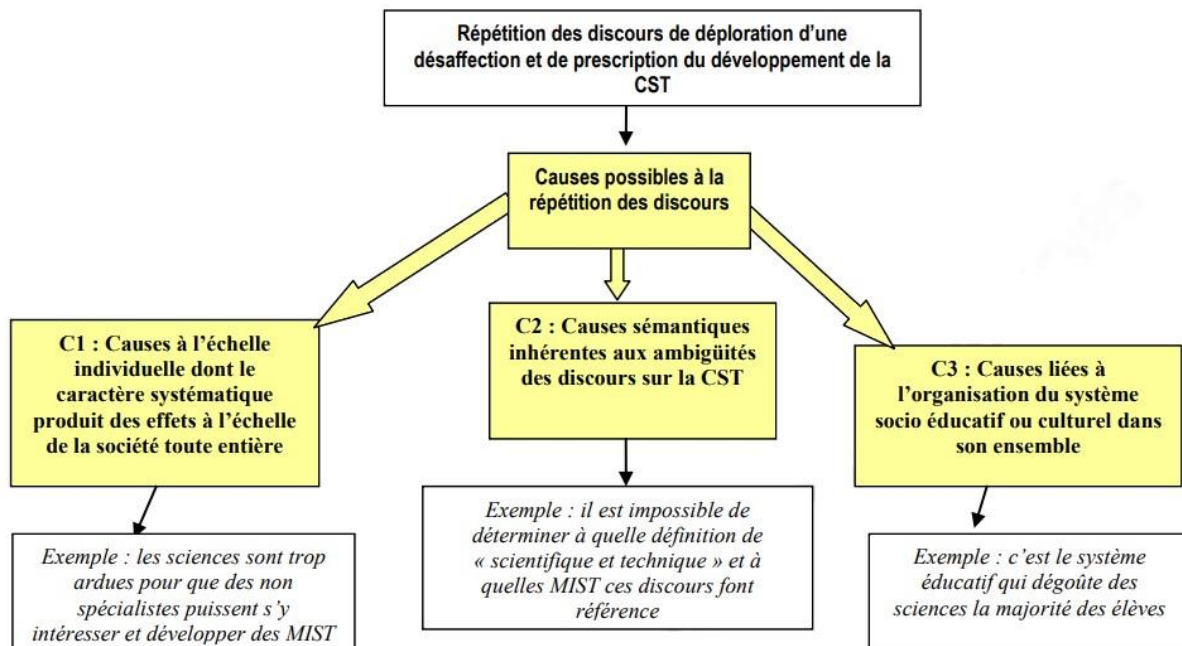 Répétition des discours de déploration d’une
désaffection et de prescription du développement de la
CST
Causes possibles à la
répétition des discours
C1 : Causes à l’échelle
individuelle dont le
caractère systématique
produit des effets à l’échelle
de la société toute entière
C2 : Causes sémantiques
inhérentes aux ambigüités
des discours sur la CST
C3 : Causes liées à
l’organisation du système
socio éducatif ou culturel dans
son ensemble
Exemple : les sciences sont trop
ardues pour que des non
spécialistes puissent s’y
intéresser et développer des MIST
Exemple : il est impossible de
déterminer à quelle définition de
« scientifique et technique » et à
quelles MIST ces discours font
référence
Exemple : c’est le système
éducatif qui dégoûte des
sciences la majorité des élèves